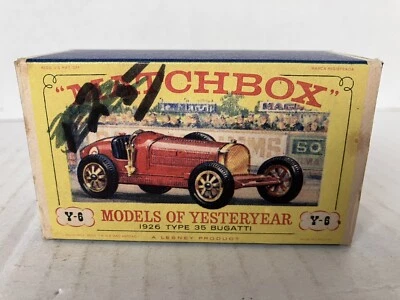 "MATCHBOX"
50
Y-6
MODELS OF YESTERYEAR
Y-6
1926 TYPE 35 BUGATTI
A LESNEY PRODUCT